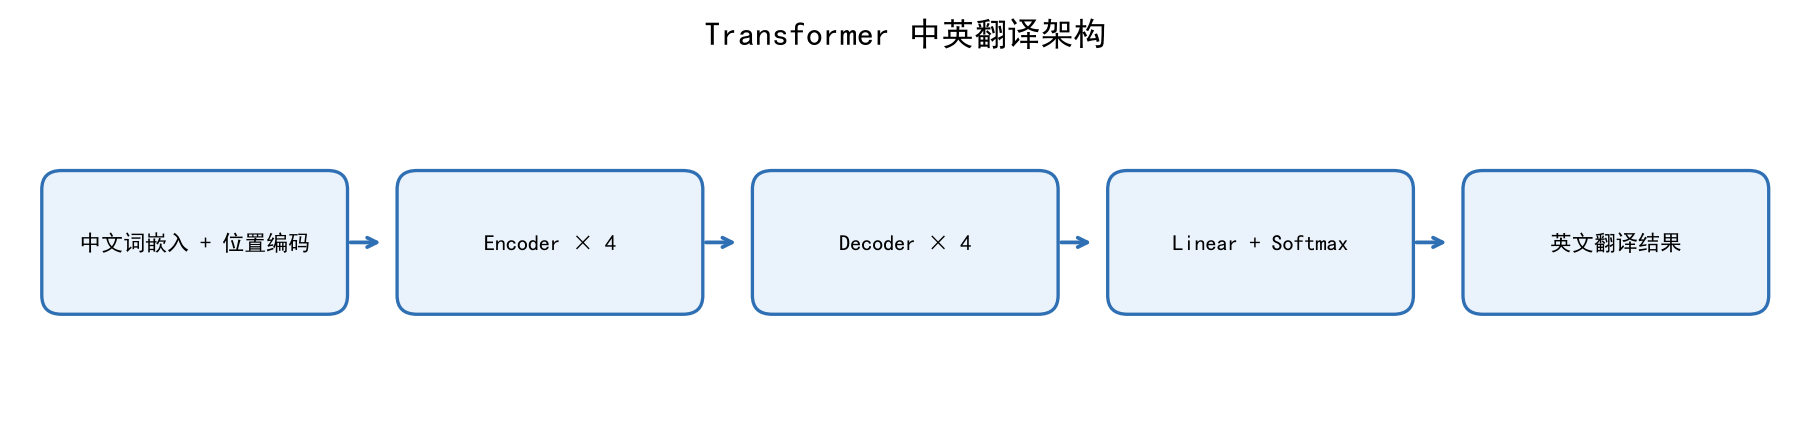 Transformer 中英翻译架构
中文词嵌入 + 位置编码
Encoder × 4
Decoder × 4
Linear + Softmax
英文翻译结果